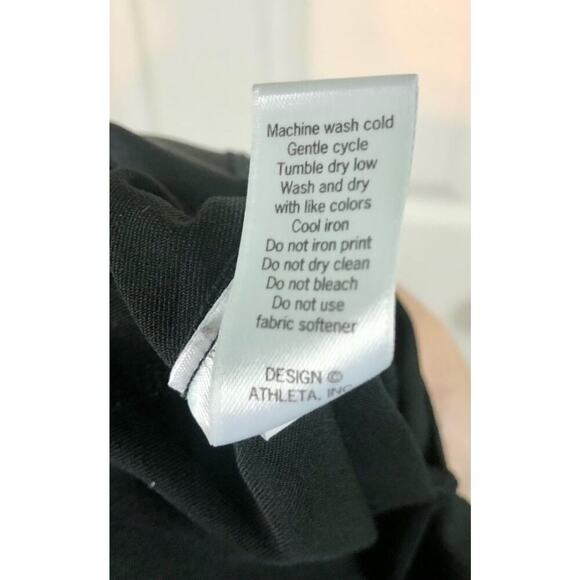 Machine wash cold
Gentle cycle
Tumble dry low
Wash and dry
with like colors
Cool iron
Do not iron print
Do not dry clean
Do not bleach
Do not use
fabric softener
DESIGN ©
ATHLETA, INC